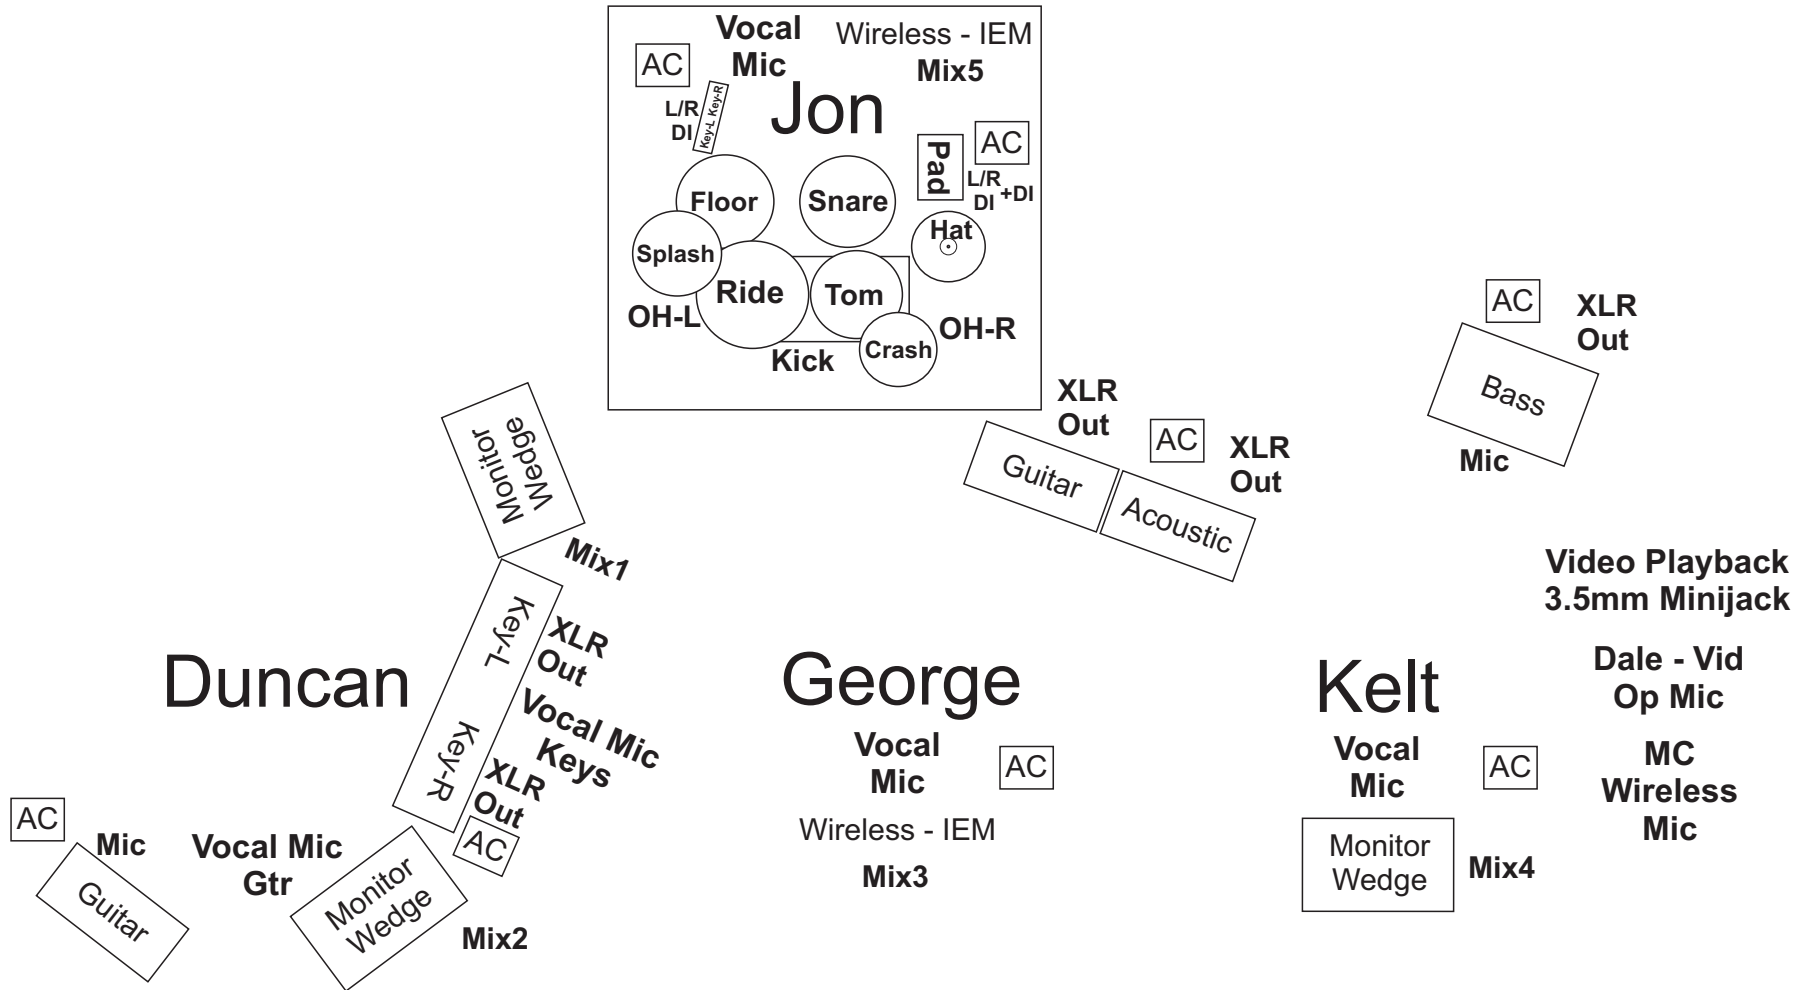 Vocal
Mic
Wireless - IEM
Mix5
AC
Jon
L/R
DI
Key-L Key-R
Pad
AC
L/R
DI
+DI
Floor
Snare
Hat
Splash
Ride
Tom
OH-L
OH-R
Crash
Kick
AC
XLR
Out
Bass
Mic
XLR
Out
AC
XLR
Out
Guitar
Acoustic
Monitor
Wedge
Mix1
Video Playback
3.5mm Minijack
Key-L
XLR
Out
Duncan
Vocal Mic
Keys
Key-R
XLR
Out
AC
George
Vocal
Mic
AC
Wireless - IEM
Mix3
Kelt
Vocal
Mic
AC
Monitor
Wedge
Mix4
Dale - Vid
Op Mic
MC
Wireless
Mic
AC
Mic
Guitar
Vocal Mic
Gtr
Monitor
Wedge
Mix2